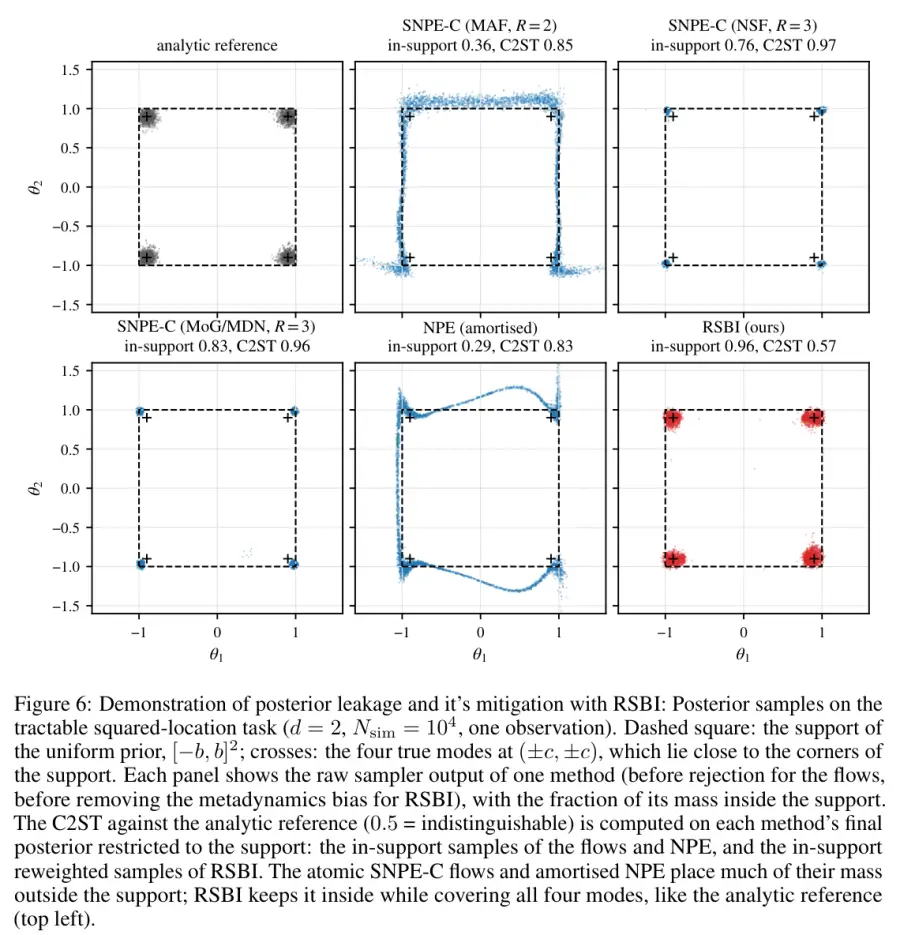 analytic reference
SNPE-C (MAF, R = 2)
in-support 0.36, C2ST 0.85
SNPE-C (NSF, R = 3)
in-support 0.76, C2ST 0.97
1.5
1.0
0.5
0.0
−0.5
−1.0
−1.5
θ2
SNPE-C (MoG/MDN, R = 3)
in-support 0.83, C2ST 0.96
NPE (amortised)
in-support 0.29, C2ST 0.83
RSBI (ours)
in-support 0.96, C2ST 0.57
1.5
1.0
0.5
0.0
−0.5
−1.0
−1.5
θ2
−1 0 1
θ1
−1 0 1
θ1
−1 0 1
θ1
Figure 6: Demonstration of posterior leakage and it's mitigation with RSBI: Posterior samples on the
tractable squared-location task (d = 2, Nsim = 10⁴, one observation). Dashed square: the support of
the uniform prior, [−b, b]²; crosses: the four true modes at (±c, ±c), which lie close to the corners of
the support. Each panel shows the raw sampler output of one method (before rejection for the flows,
before removing the metadynamics bias for RSBI), with the fraction of its mass inside the support.
The C2ST against the analytic reference (0.5 = indistinguishable) is computed on each method's final
posterior restricted to the support: the in-support samples of the flows and NPE, and the in-support
reweighted samples of RSBI. The atomic SNPE-C flows and amortised NPE place much of their mass
outside the support; RSBI keeps it inside while covering all four modes, like the analytic reference
(top left).